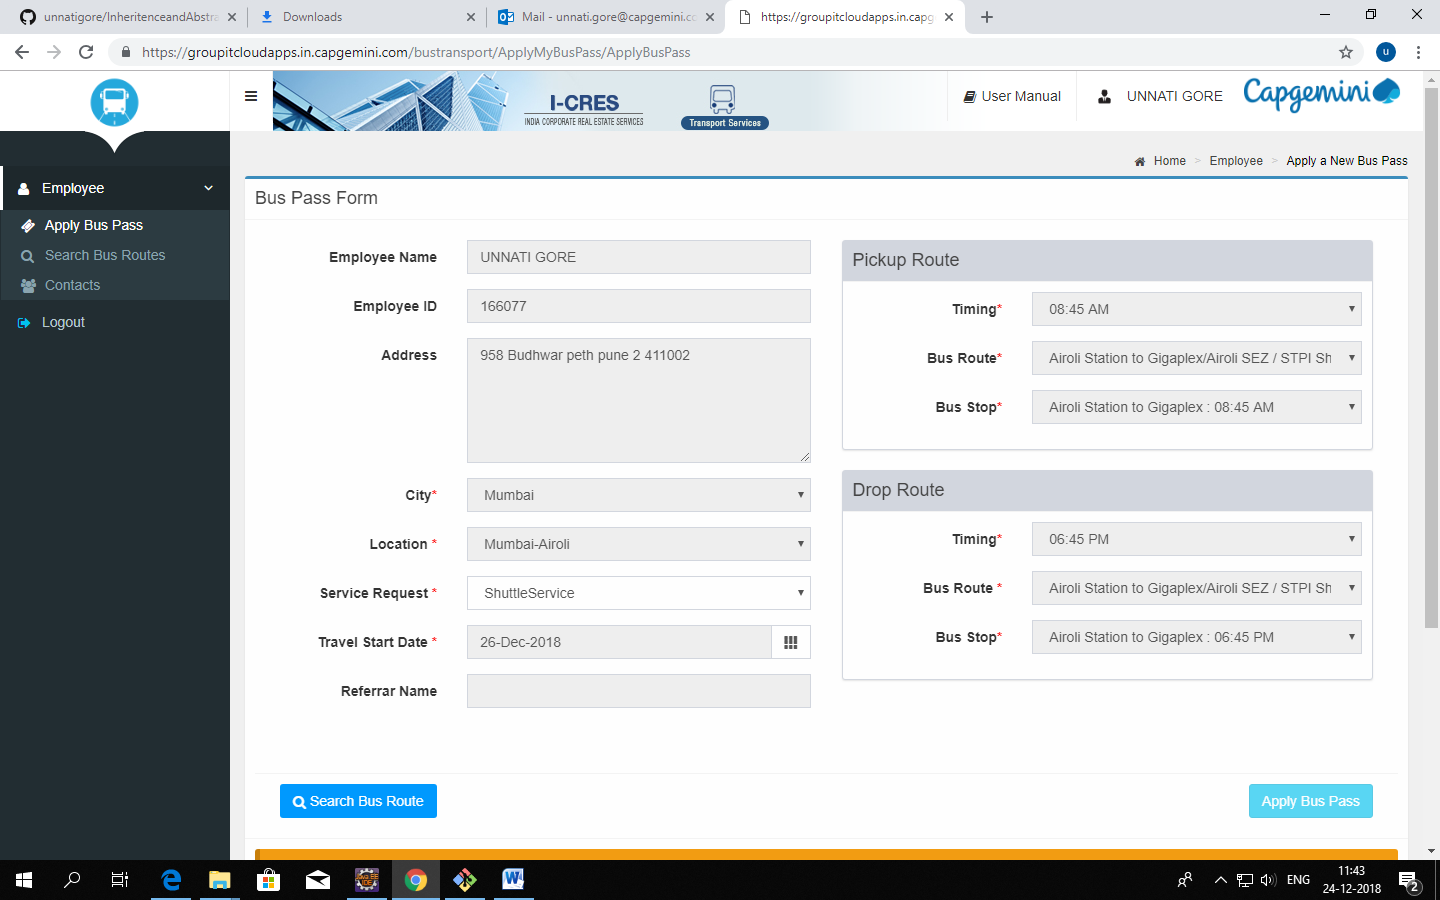 unnatigore/InheritenceandAbstra
Downloads
Mail - unnati.gore@capgemini.co
https://groupitcloudapps.in.capg
https://groupitcloudapps.in.capgemini.com/bustransport/ApplyMyBusPass/ApplyBusPass
u
I-CRES
INDIA CORPORATE REAL ESTATE SERVICES
Transport Services
User Manual
UNNATI GORE
Capgemini
Home > Employee > Apply a New Bus Pass
Employee
Apply Bus Pass
Search Bus Routes
Contacts
Logout
Bus Pass Form
Employee Name UNNATI GORE
Employee ID 166077
Address 958 Budhwar peth pune 2 411002
City* Mumbai
Location * Mumbai-Airoli
Service Request * ShuttleService
Travel Start Date * 26-Dec-2018
Referrar Name
Pickup Route
Timing* 08:45 AM
Bus Route* Airoli Station to Gigaplex/Airoli SEZ / STPI Sh
Bus Stop* Airoli Station to Gigaplex : 08:45 AM
Drop Route
Timing* 06:45 PM
Bus Route * Airoli Station to Gigaplex/Airoli SEZ / STPI Sh
Bus Stop* Airoli Station to Gigaplex : 06:45 PM
Search Bus Route
Apply Bus Pass
ENG
11:43
24-12-2018
2